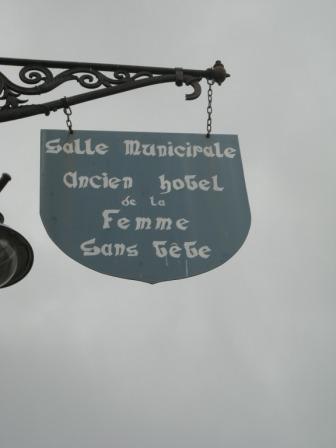 Salle Municipale
Ancien hotel
de la
Femme
Sans tête